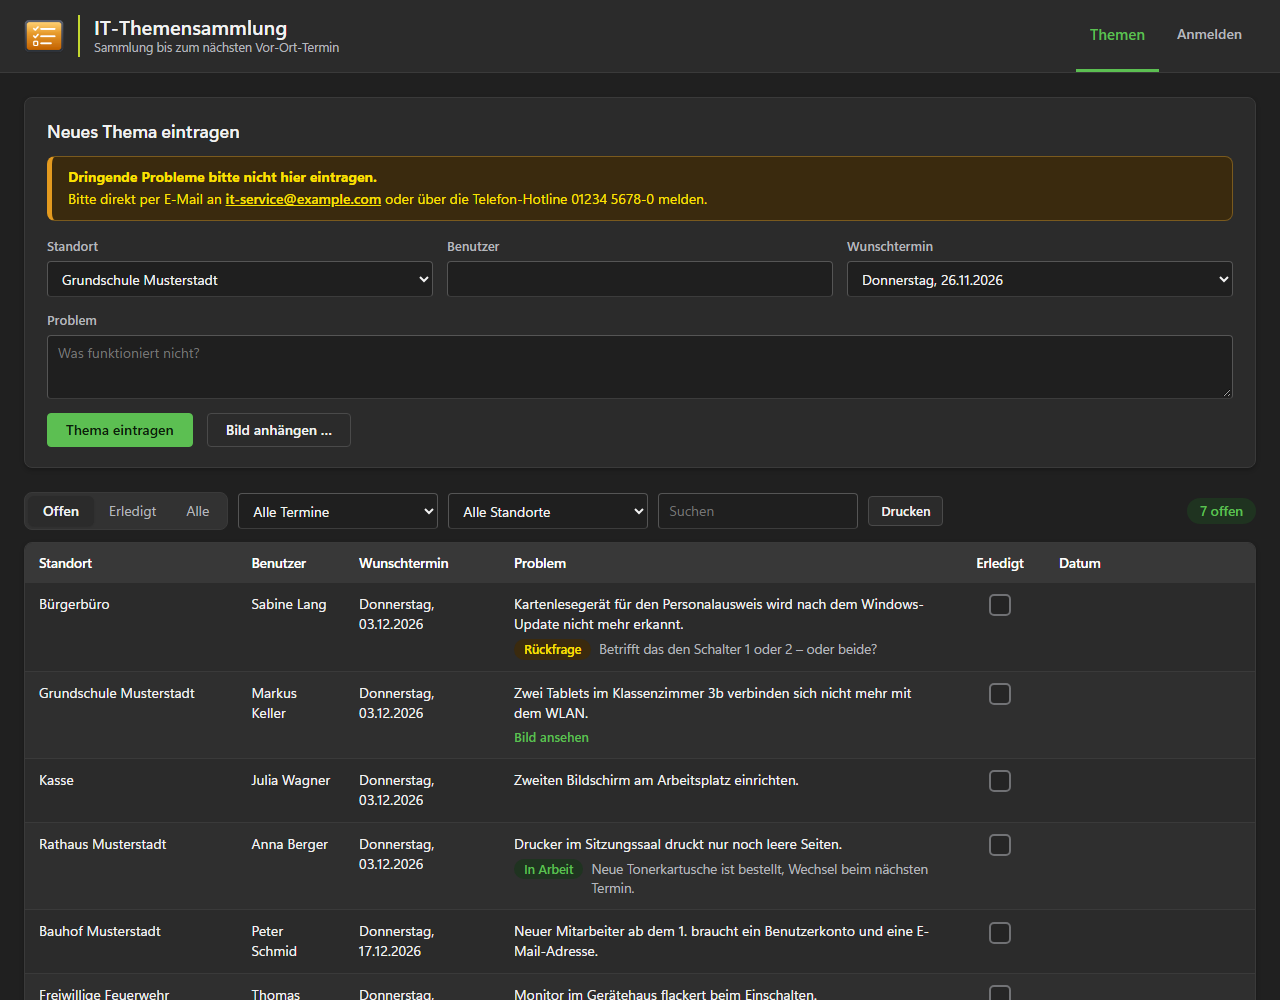 IT-Themensammlung
Sammlung bis zum nächsten Vor-Ort-Termin
Themen
Anmelden
Neues Thema eintragen
Dringende Probleme bitte nicht hier eintragen.
Bitte direkt per E-Mail an it-service@example.com oder über die Telefon-Hotline 01234 5678-0 melden.
Standort
Benutzer
Wunschtermin
Grundschule Musterstadt
Donnerstag, 26.11.2026
Problem
Was funktioniert nicht?
Thema eintragen
Bild anhängen ...
Offen
Erledigt
Alle
Alle Termine
Alle Standorte
Suchen
Drucken
7 offen
Standort Benutzer Wunschtermin Problem Erledigt Datum
Bürgerbüro
Sabine Lang
Donnerstag,
03.12.2026
Kartenlesegerät für den Personalausweis wird nach dem Windows-
Update nicht mehr erkannt.
Rückfrage Betrifft das den Schalter 1 oder 2 – oder beide?
Grundschule Musterstadt
Markus
Keller
Donnerstag,
03.12.2026
Zwei Tablets im Klassenzimmer 3b verbinden sich nicht mehr mit
dem WLAN.
Bild ansehen
Kasse
Julia Wagner
Donnerstag,
03.12.2026
Zweiten Bildschirm am Arbeitsplatz einrichten.
Rathaus Musterstadt
Anna Berger
Donnerstag,
03.12.2026
Drucker im Sitzungssaal druckt nur noch leere Seiten.
In Arbeit Neue Tonerkartusche ist bestellt, Wechsel beim nächsten
Termin.
Bauhof Musterstadt
Peter
Schmid
Donnerstag,
17.12.2026
Neuer Mitarbeiter ab dem 1. braucht ein Benutzerkonto und eine E-
Mail-Adresse.
Freiwillige Feuerwehr
Thomas
Donnerstag,
Monitor im Gerätehaus flackert beim Einschalten.